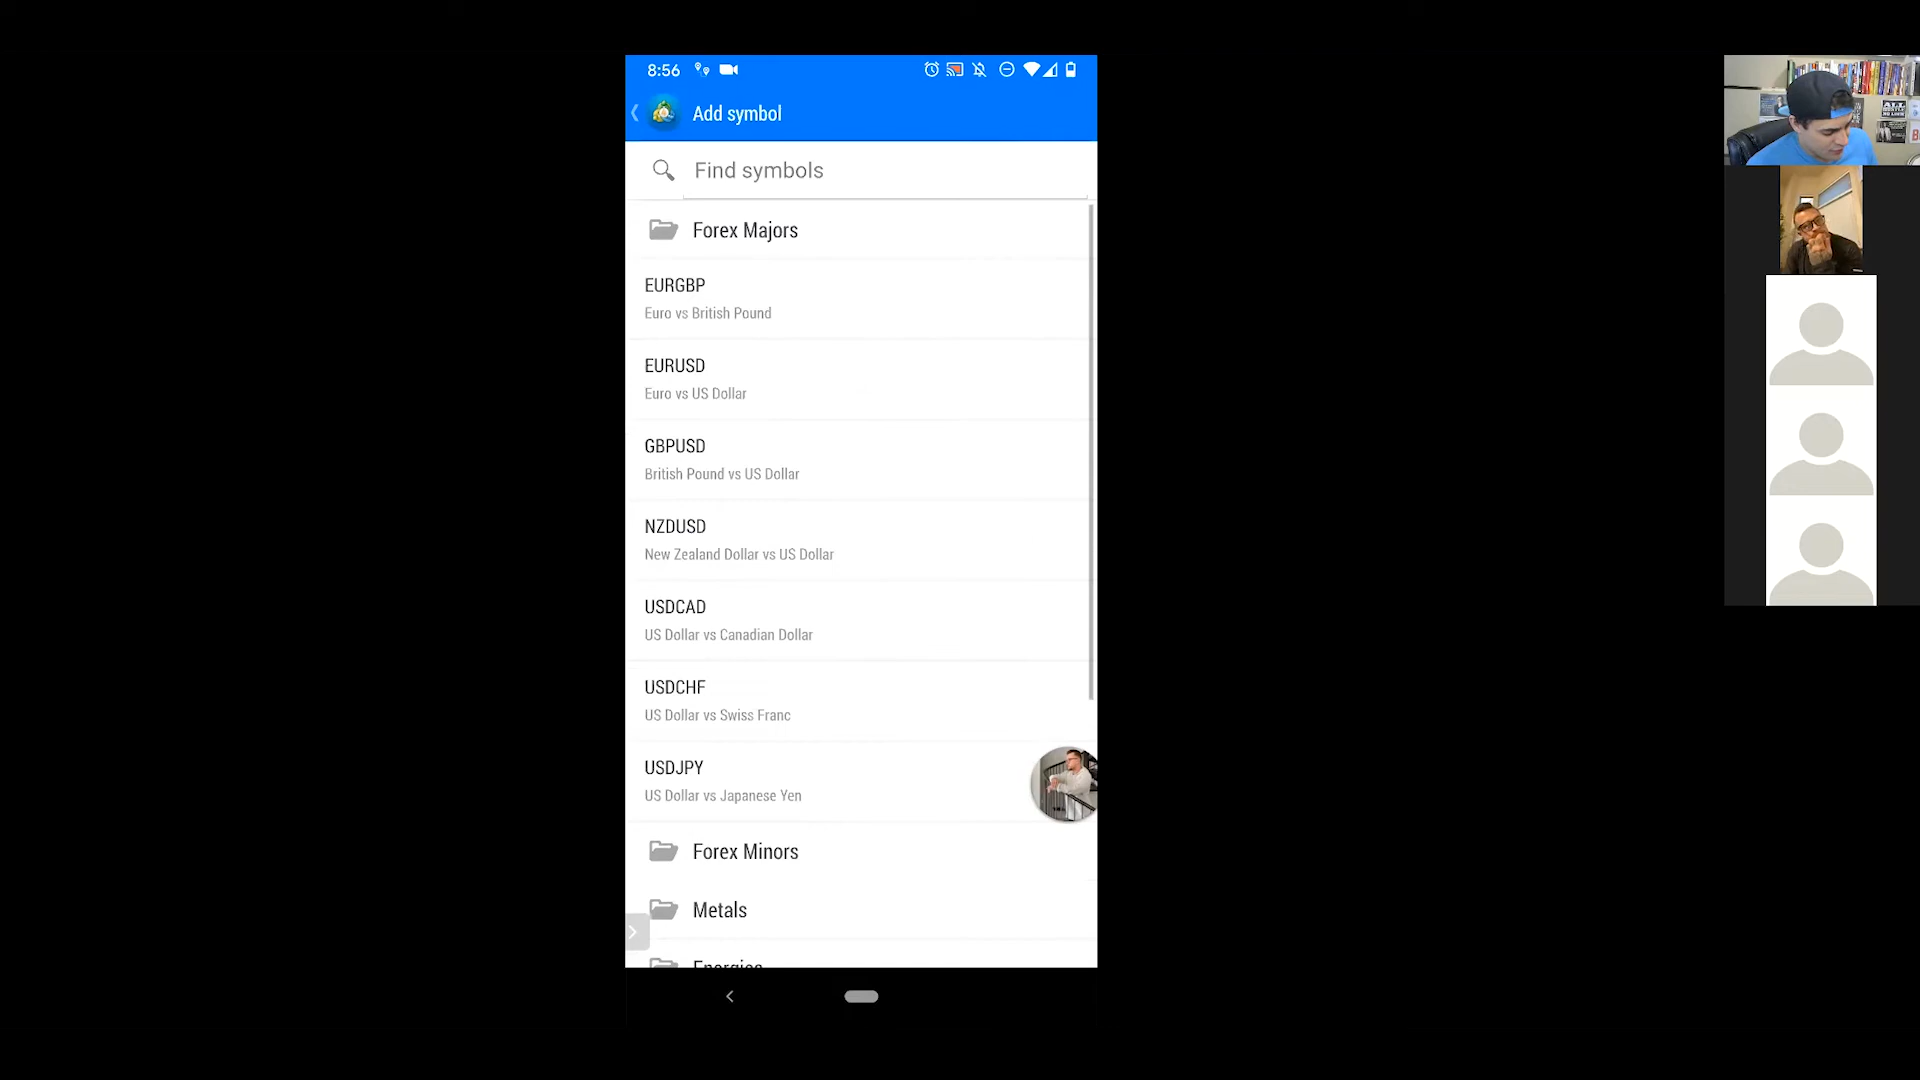 8:56
Add symbol
Find symbols
Forex Majors
EURGBP
Euro vs British Pound
EURUSD
Euro vs US Dollar
GBPUSD
British Pound vs US Dollar
NZDUSD
New Zealand Dollar vs US Dollar
USDCAD
US Dollar vs Canadian Dollar
USDCHF
US Dollar vs Swiss Franc
USDJPY
US Dollar vs Japanese Yen
Forex Minors
Metals
Energies